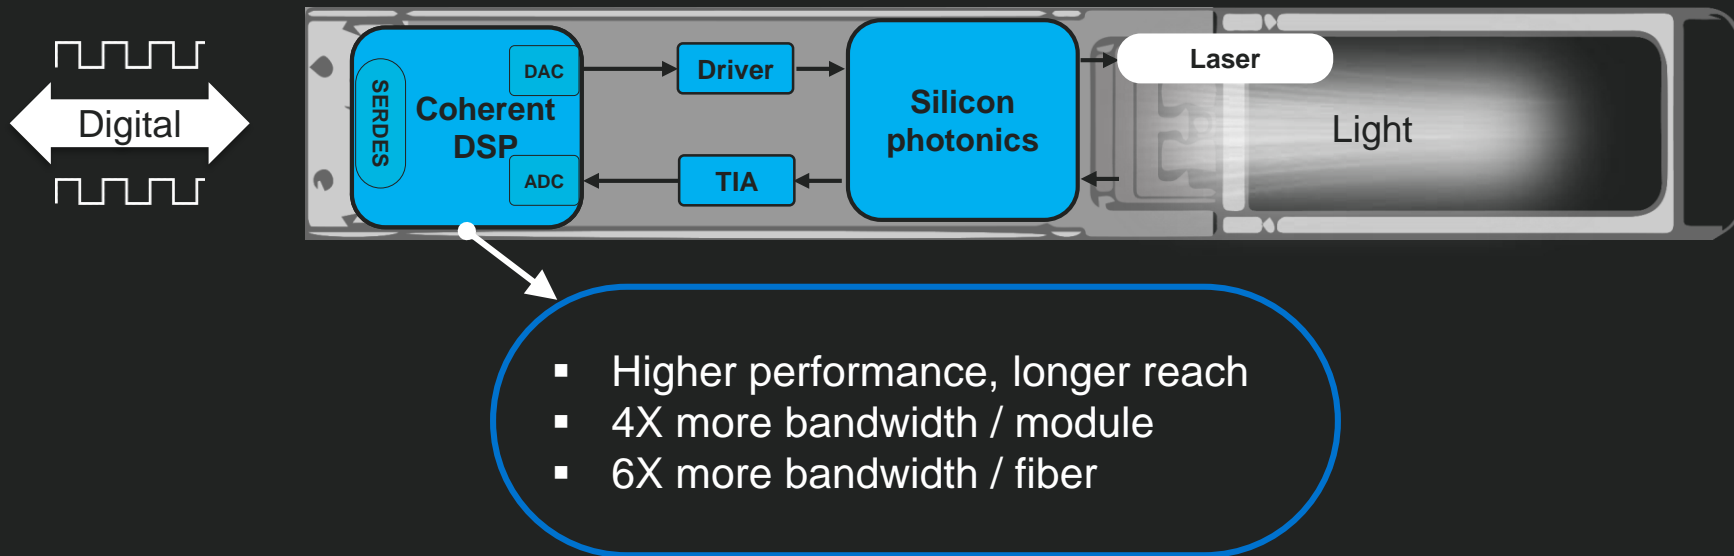 Digital
SERDES
Coherent
DSP
DAC
ADC
Driver
TIA
Silicon
photonics
Laser
Light
▪ Higher performance, longer reach
▪ 4X more bandwidth / module
▪ 6X more bandwidth / fiber